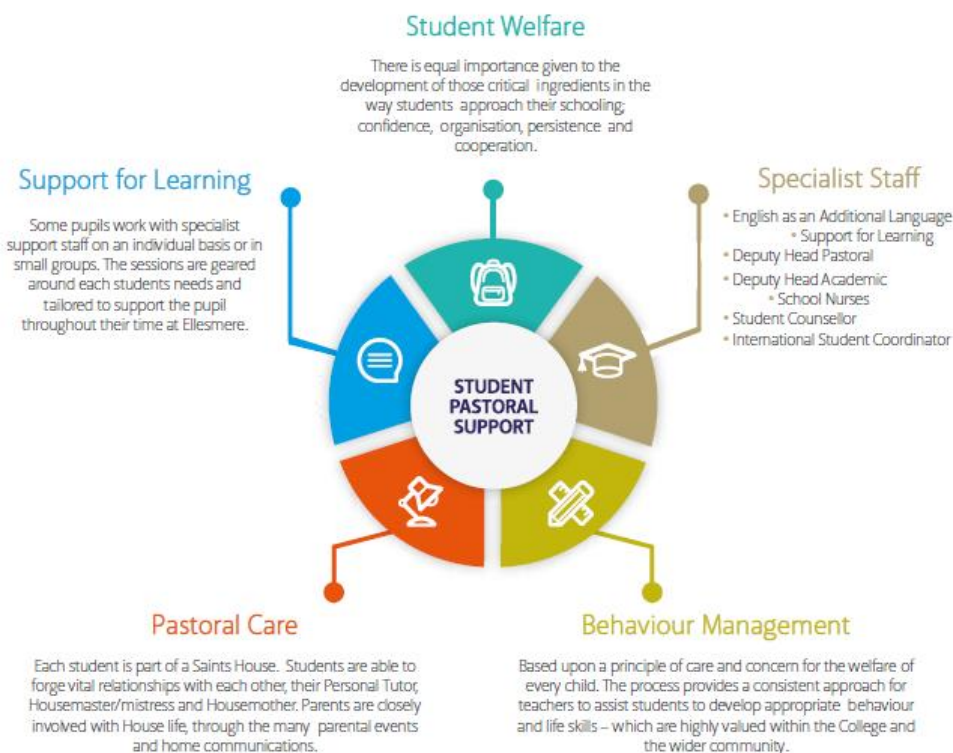 Student Welfare
There is equal importance given to the
development of those critical ingredients in the
way students approach their schooling;
confidence, organisation, persistence and
cooperation.
Support for Learning
Some pupils work with specialist
support staff on an individual basis or in
small groups. The sessions are geared
around each students needs and
tailored to support the pupil
throughout their time at Ellesmere.
Specialist Staff
• English as an Additional Language
• Support for Learning
• Deputy Head Pastoral
• Deputy Head Academic
• School Nurses
• Student Counsellor
• International Student Coordinator
STUDENT
PASTORAL
SUPPORT
Pastoral Care
Each student is part of a Saints House. Students are able to
forge vital relationships with each other, their Personal Tutor,
Housemaster/mistress and Housemother. Parents are closely
involved with House life, through the many parental events
and home communications.
Behaviour Management
Based upon a principle of care and concern for the welfare of
every child. The process provides a consistent approach for
teachers to assist students to develop appropriate behaviour
and life skills – which are highly valued within the College and
the wider community.